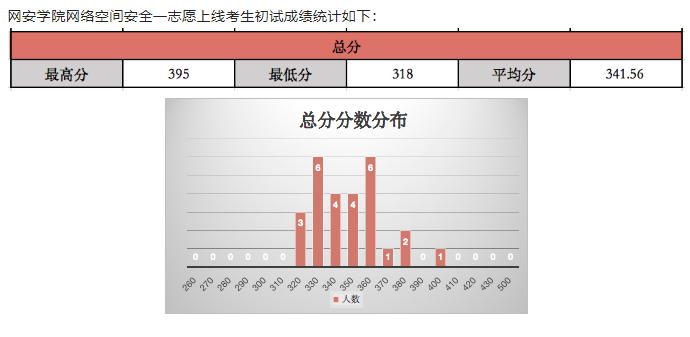 网安学院网络空间安全一志愿上线考生初试成绩统计如下：
总分
最高分 395 最低分 318 平均分 341.56
总分分数分布
0 0 0 0 0 0 3 6 4 4 6 1 2 0 1 0 0 0 0
260 270 280 290 300 310 320 330 340 350 360 370 380 390 400 410 420 430 500
人数